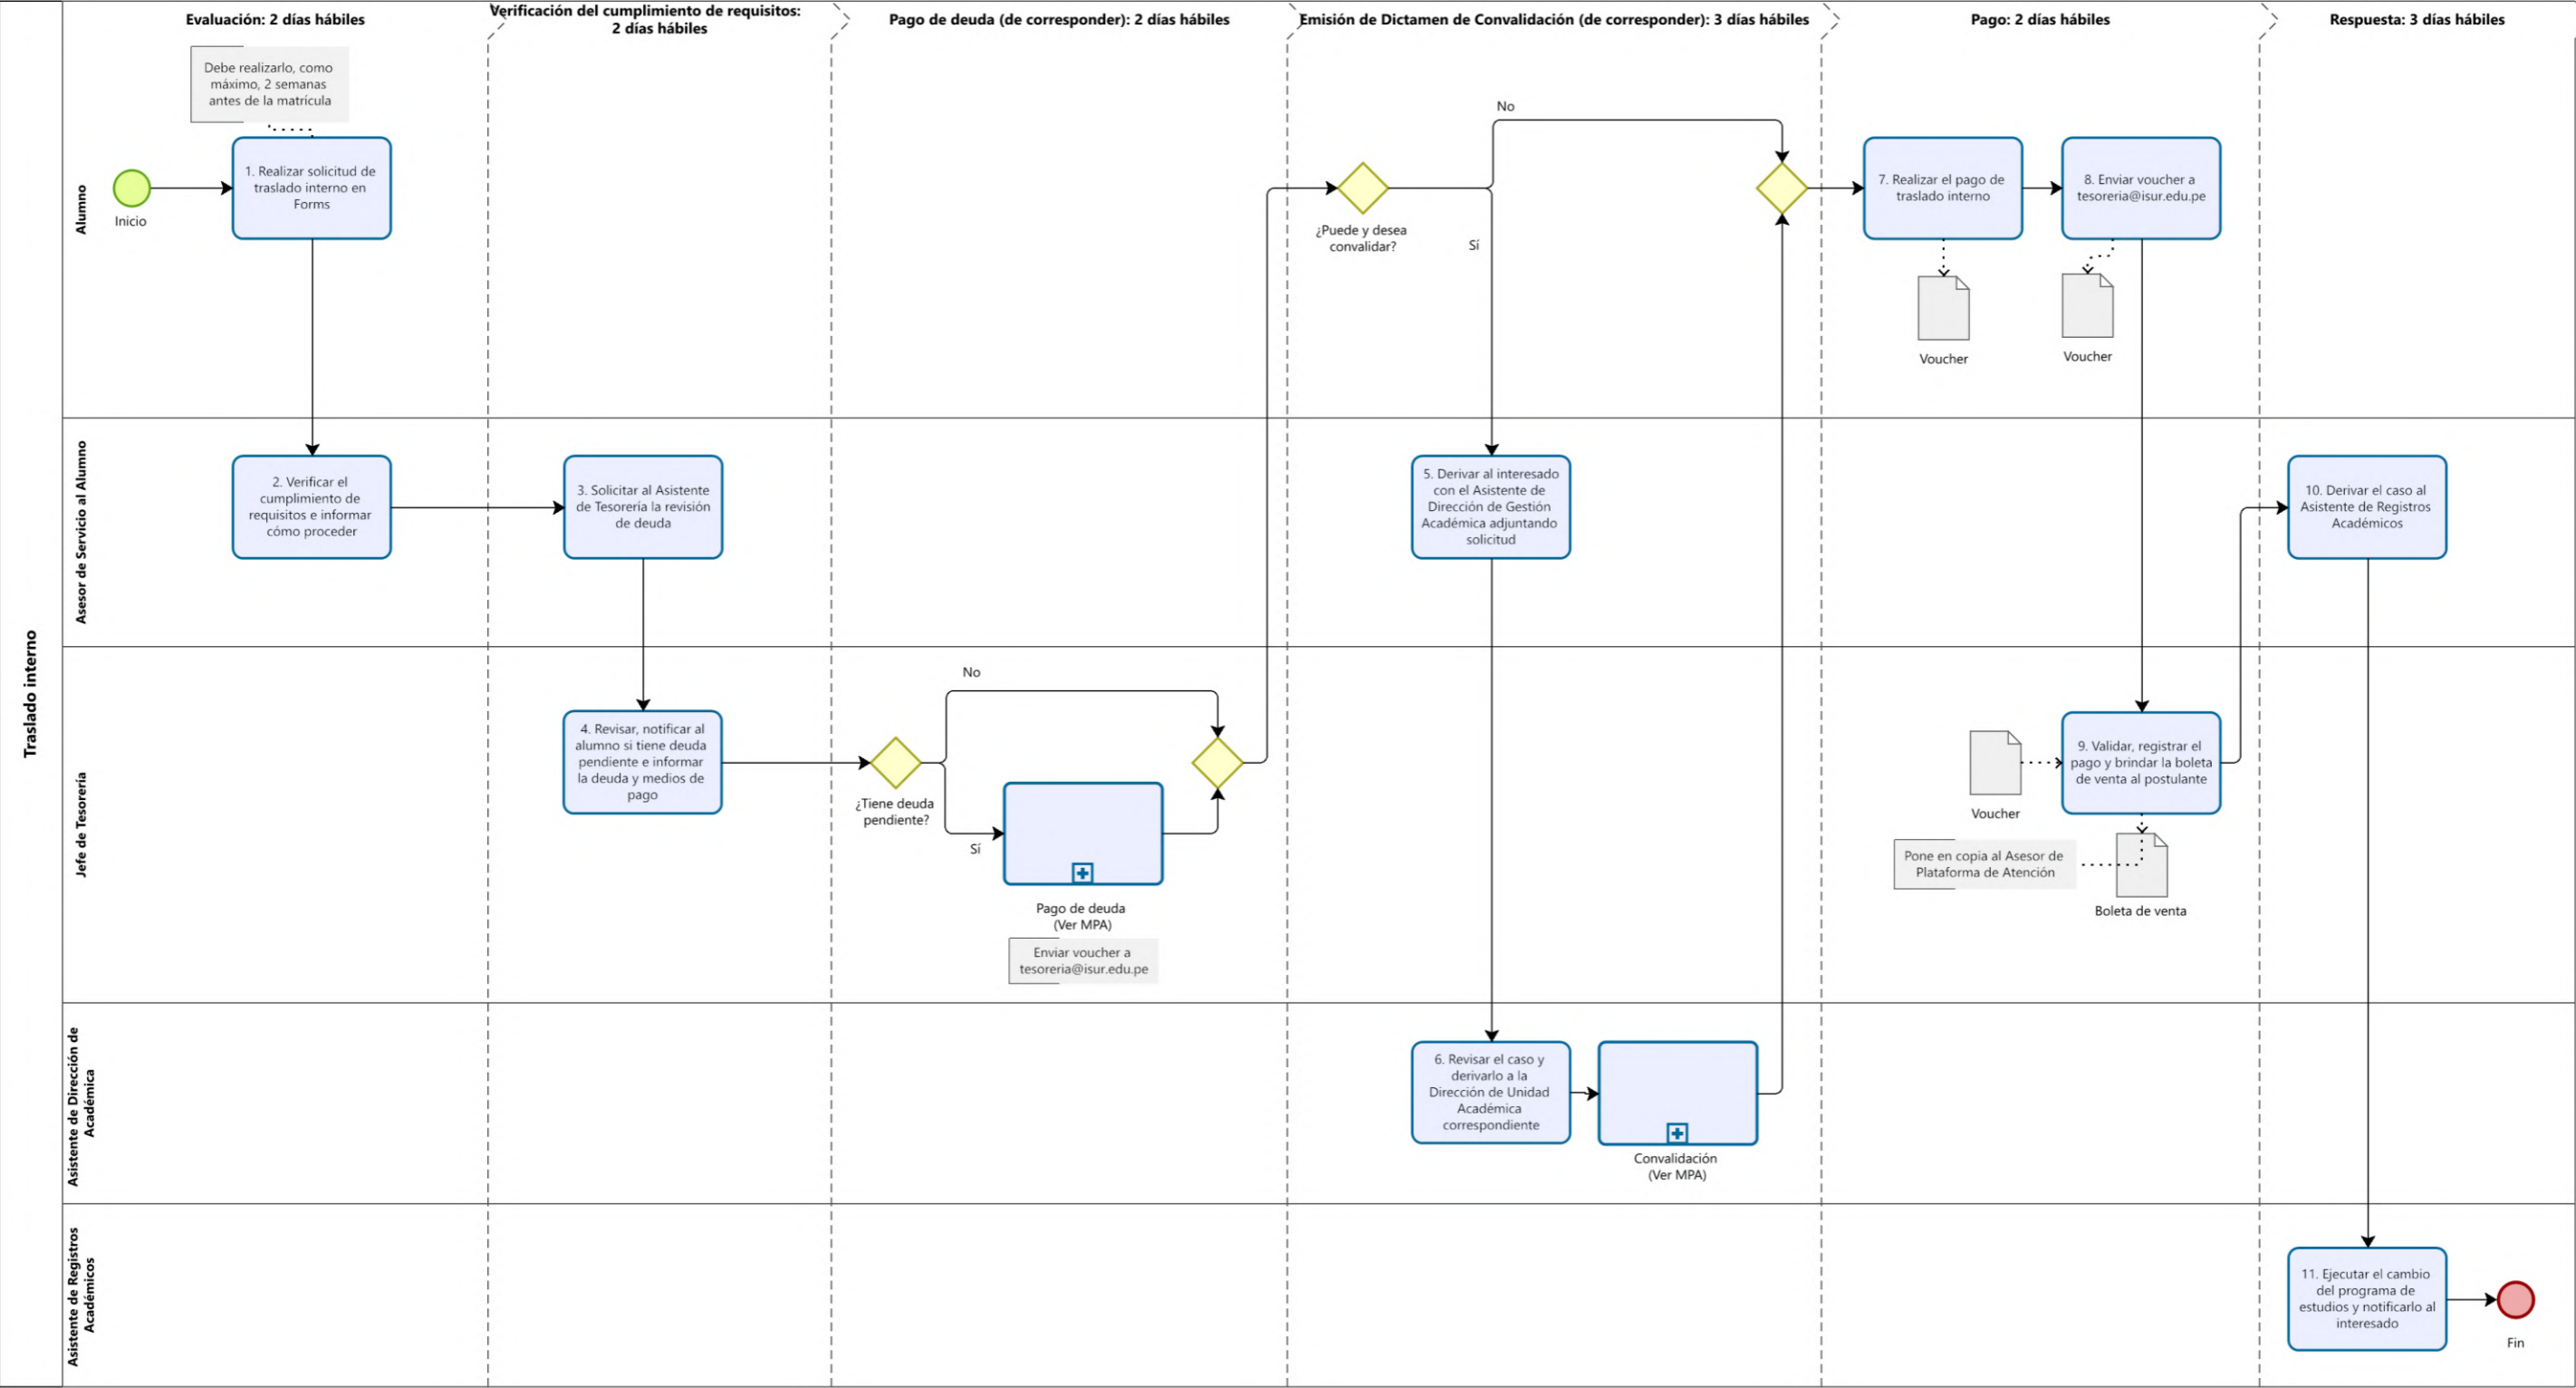 Evaluación: 2 días hábiles
Verificación del cumplimiento de requisitos:
2 días hábiles
Pago de deuda (de corresponder): 2 días hábiles
Emisión de Dictamen de Convalidación (de corresponder): 3 días hábiles
Pago: 2 días hábiles
Respuesta: 3 días hábiles
Traslado interno
Alumno
Debe realizarlo, como
máximo, 2 semanas
antes de la matrícula
Inicio
1. Realizar solicitud de
traslado interno en
Forms
¿Puede y desea
convalidar?
No
Sí
7. Realizar el pago de
traslado interno
Voucher
8. Enviar voucher a
tesoreria@isur.edu.pe
Voucher
Asesor de Servicio al Alumno
2. Verificar el
cumplimiento de
requisitos e informar
cómo proceder
3. Solicitar al Asistente
de Tesorería la revisión
de deuda
5. Derivar al interesado
con el Asistente de
Dirección de Gestión
Académica adjuntando
solicitud
10. Derivar el caso al
Asistente de Registros
Académicos
Jefe de Tesorería
4. Revisar, notificar al
alumno si tiene deuda
pendiente e informar
la deuda y medios de
pago
¿Tiene deuda
pendiente?
No
Sí
Pago de deuda
(Ver MPA)
Enviar voucher a
tesoreria@isur.edu.pe
Voucher
9. Validar, registrar el
pago y brindar la boleta
de venta al postulante
Pone en copia al Asesor de
Plataforma de Atención
Boleta de venta
Asistente de Dirección de
Académica
6. Revisar el caso y
derivarlo a la
Dirección de Unidad
Académica
correspondiente
Convalidación
(Ver MPA)
Asistente de Registros
Académicos
11. Ejecutar el cambio
del programa de
estudios y notificarlo al
interesado
Fin